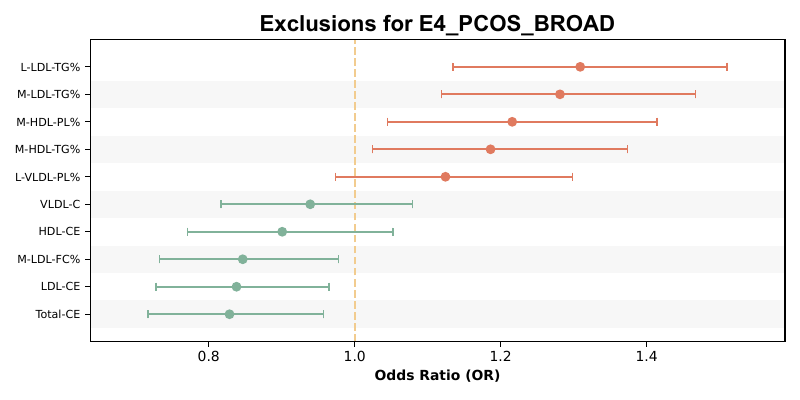 Exclusions for E4_PCOS_BROAD
L-LDL-TG%
M-LDL-TG%
M-HDL-PL%
M-HDL-TG%
L-VLDL-PL%
VLDL-C
HDL-CE
M-LDL-FC%
LDL-CE
Total-CE
0.8 1.0 1.2 1.4
Odds Ratio (OR)